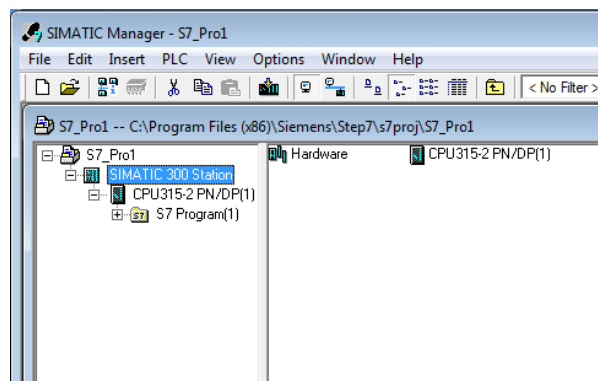 SIMATIC Manager - S7_Pro1
File Edit Insert PLC View Options Window Help
< No Filter >
S7_Pro1 -- C:\Program Files (x86)\Siemens\Step7\s7proj\S7_Pro1
S7_Pro1
SIMATIC 300 Station
CPU315-2 PN/DP(1)
S7 Program(1)
Hardware CPU315-2 PN/DP(1)